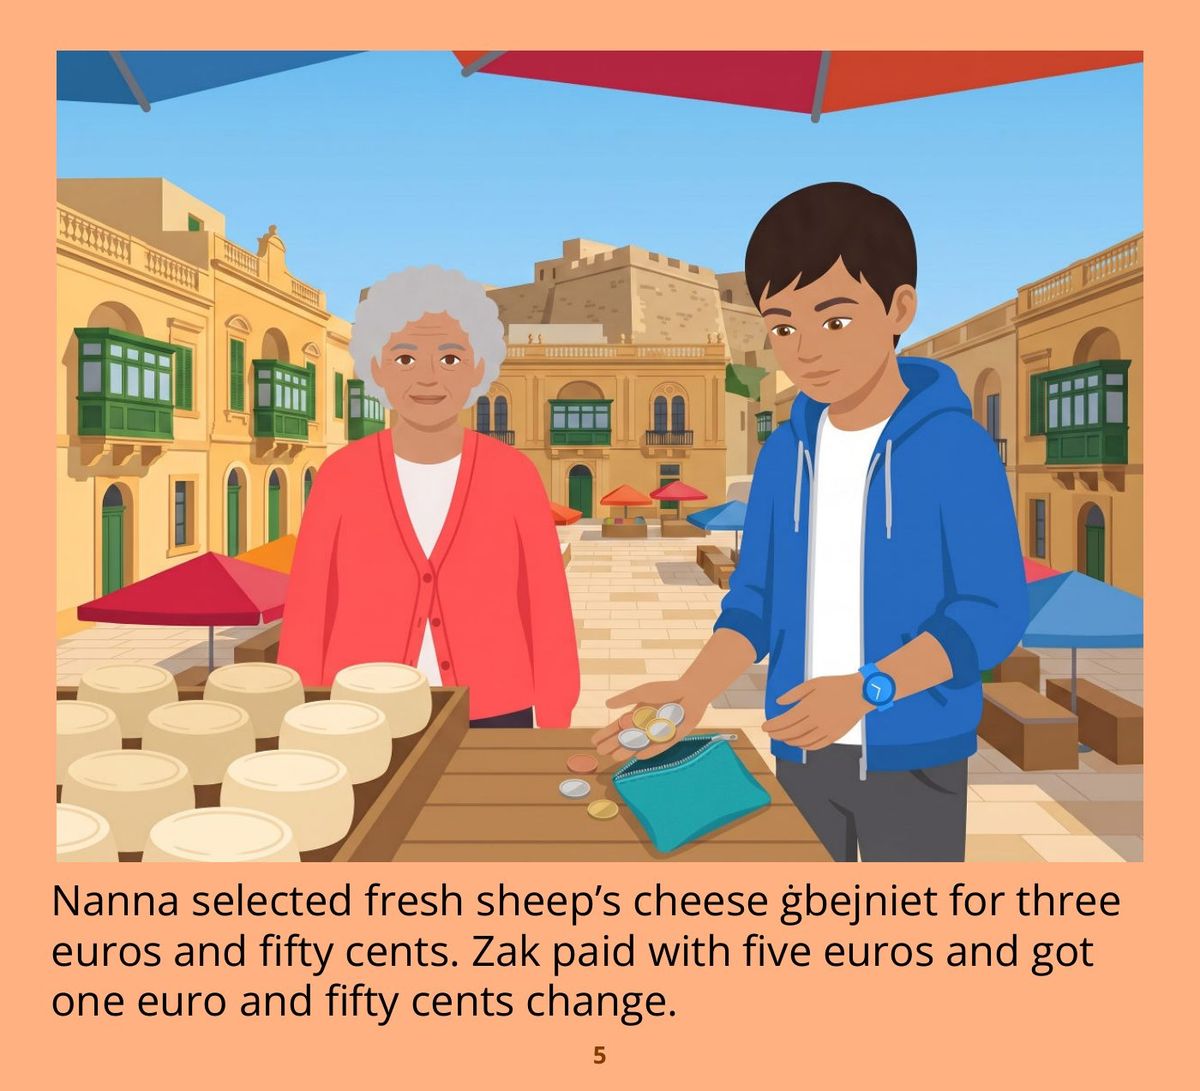 Nanna selected fresh sheep’s cheese ġbejniet for three
euros and fifty cents. Zak paid with five euros and got
one euro and fifty cents change.
5